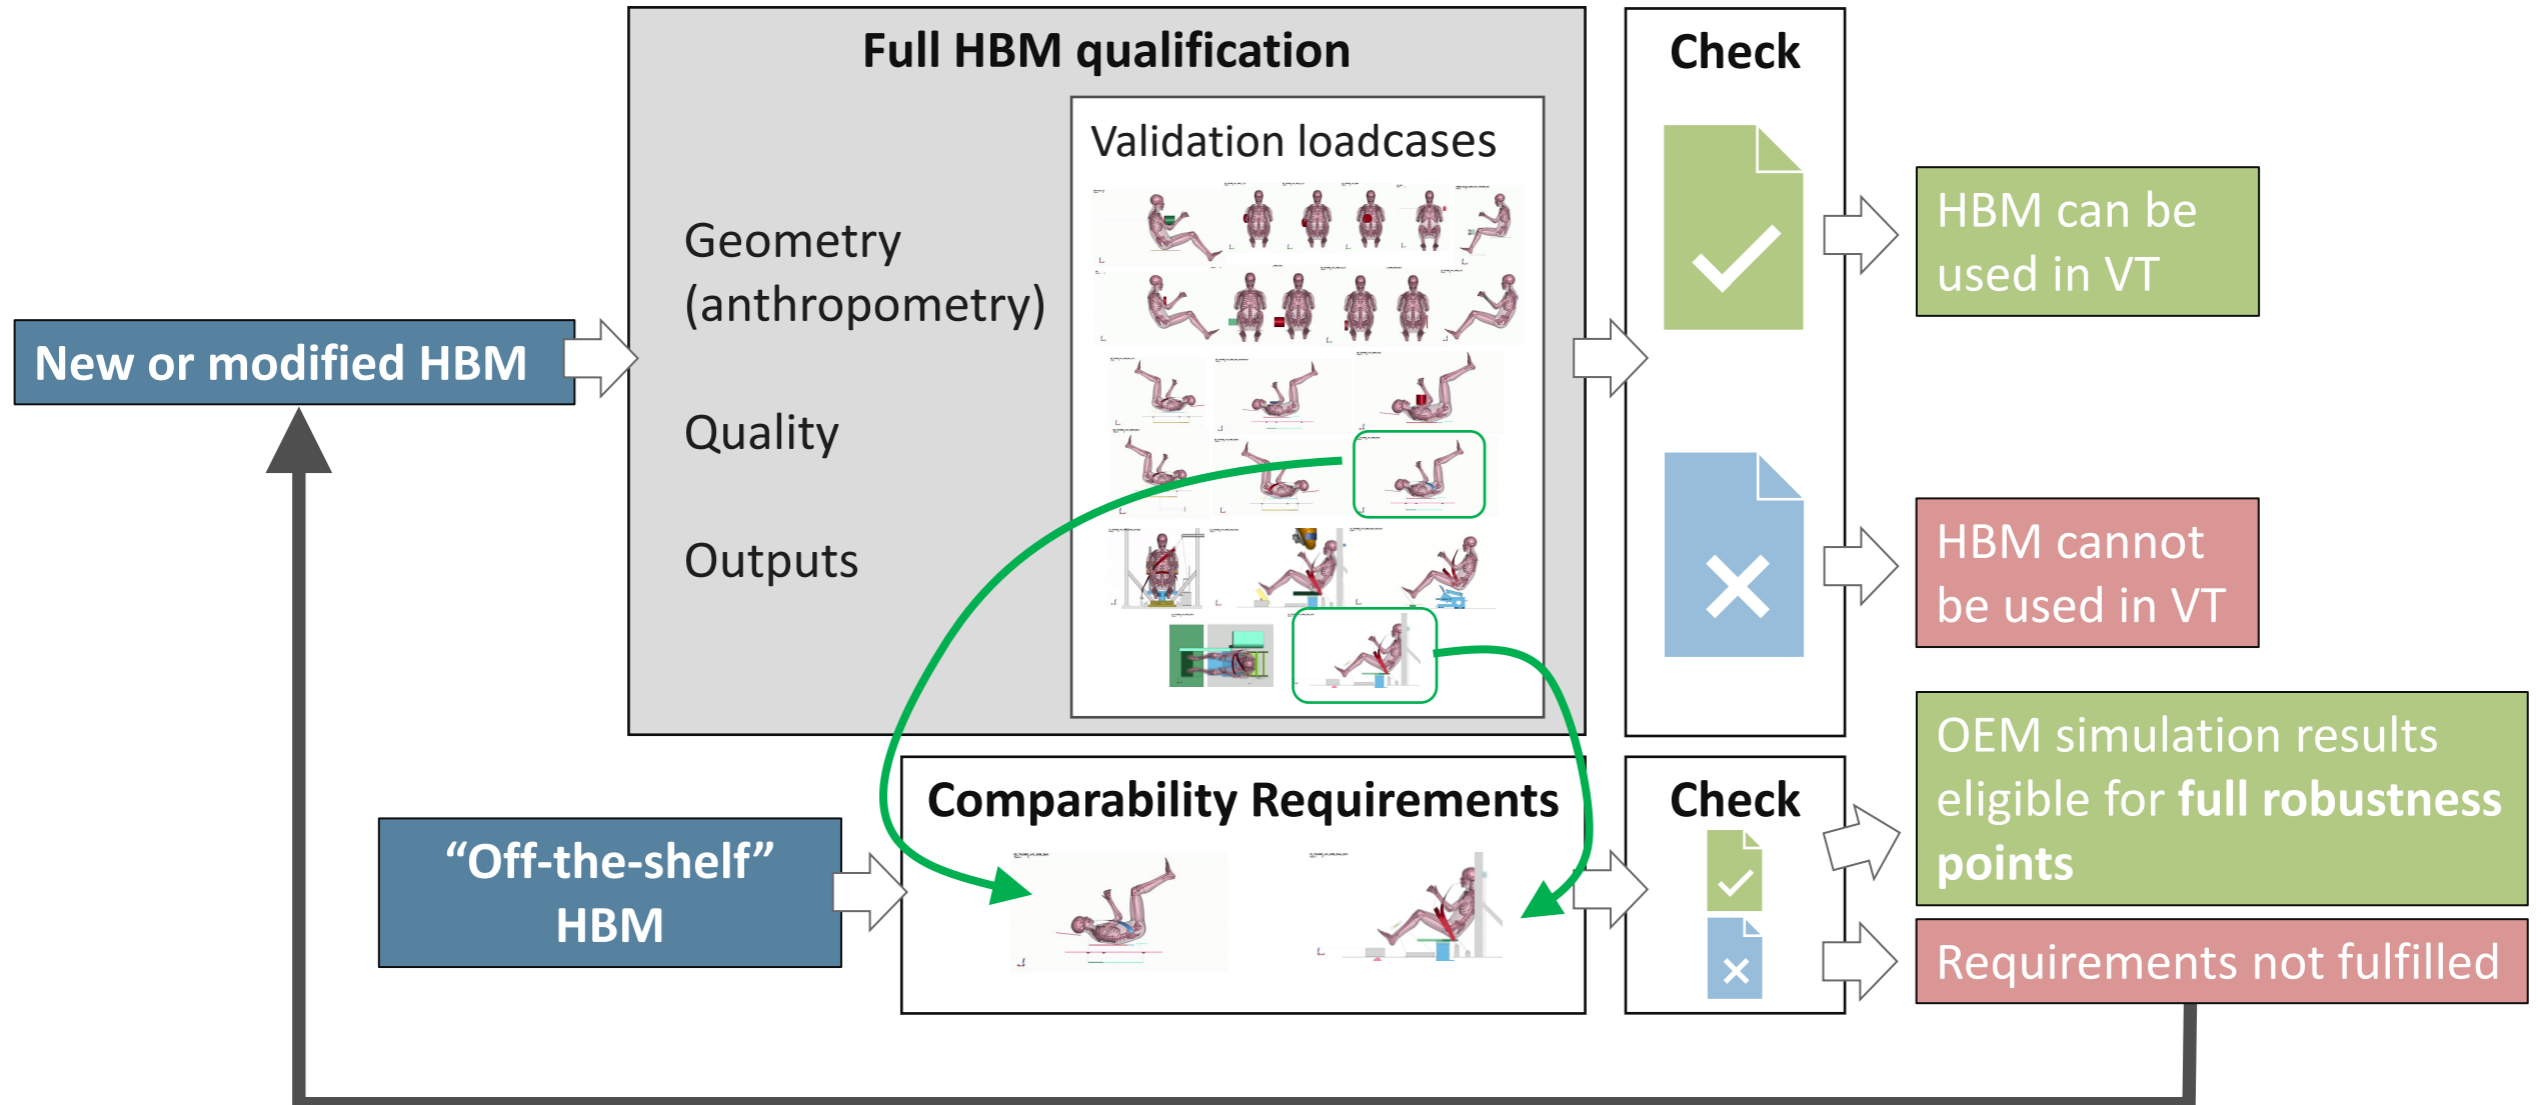 Full HBM qualification
Check
Validation loadcases
Geometry
(anthropometry)
Quality
Outputs
New or modified HBM
HBM can be
used in VT
HBM cannot
be used in VT
"Off-the-shelf"
HBM
Comparability Requirements
Check
OEM simulation results
eligible for full robustness
points
Requirements not fulfilled